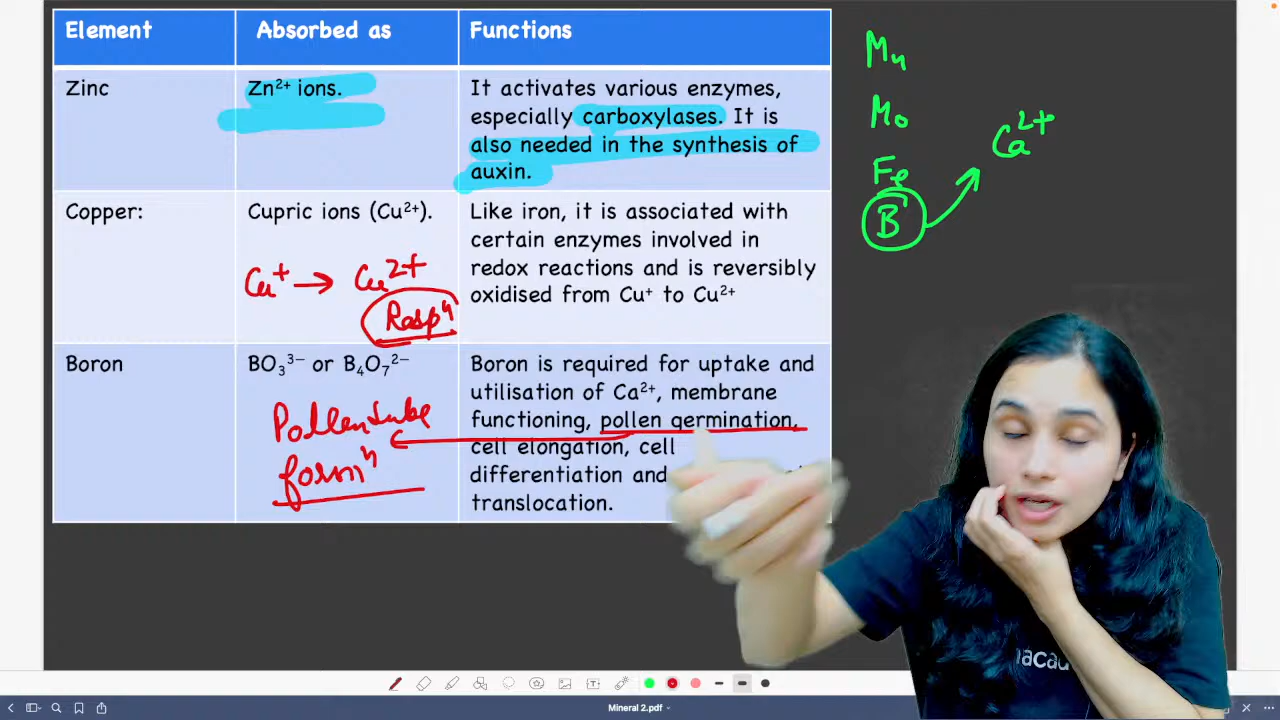 Element
Absorbed as
Functions
Zinc
Zn²⁺ ions.
It activates various enzymes,
especially carboxylases. It is
also needed in the synthesis of
auxin.
Copper:
Cupric ions (Cu²⁺).
Cu⁺ → Cu²⁺
Respⁿ
Like iron, it is associated with
certain enzymes involved in
redox reactions and is reversibly
oxidised from Cu⁺ to Cu²⁺
Boron
BO₃³⁻ or B₄O₇²⁻
Pollen tube
formⁿ
Boron is required for uptake and
utilisation of Ca²⁺, membrane
functioning, pollen germination,
cell elongation, cell
differentiation and
translocation.
Mn
Mo
Fe
B
Ca²⁺
Mineral 2.pdf